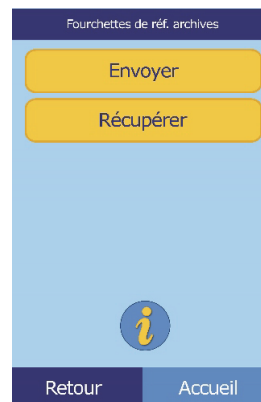 Fourchettes de réf. archives
Envoyer
Récupérer
i
Retour
Accueil